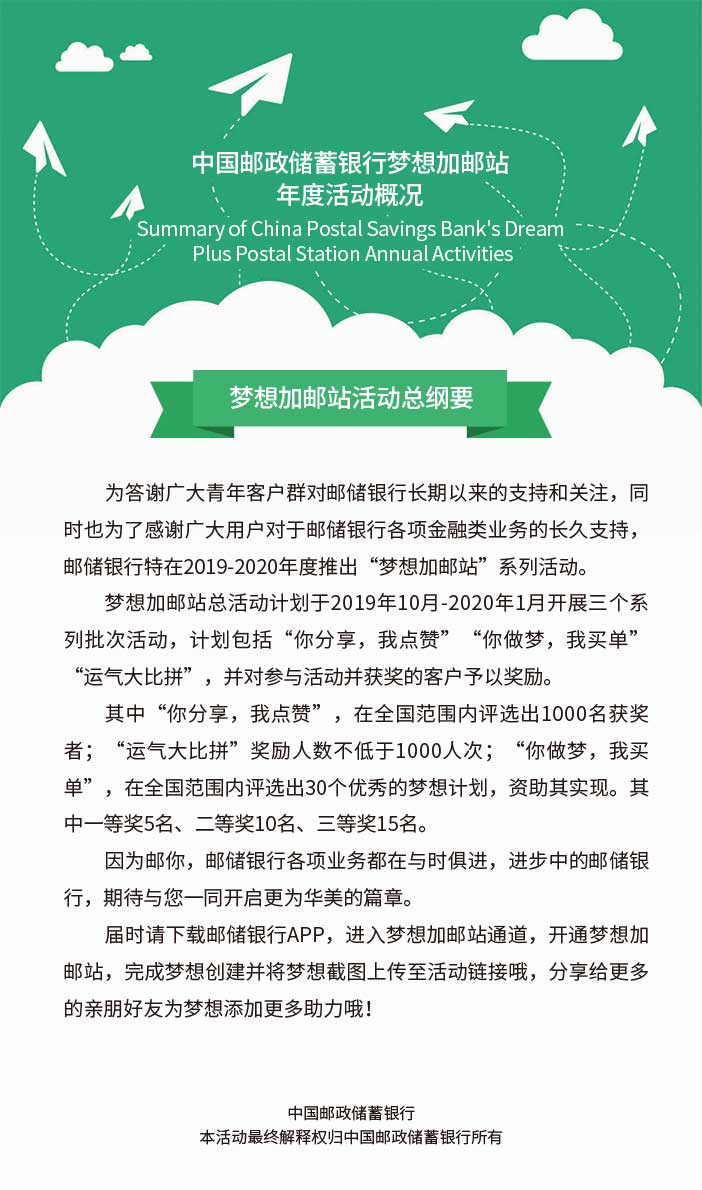 中国邮政储蓄银行梦想加邮站
年度活动概况
Summary of China Postal Savings Bank's Dream
Plus Postal Station Annual Activities
梦想加邮站活动总纲要
为答谢广大青年客户群对邮储银行长期以来的支持和关注，同
时也为了感谢广大用户对于邮储银行各项金融类业务的长久支持，
邮储银行特在2019-2020年度推出“梦想加邮站”系列活动。
梦想加邮站总活动计划于2019年10月-2020年1月开展三个系
列批次活动，计划包括“你分享，我点赞”“你做梦，我买单”
“运气大比拼”，并对参与活动并获奖的客户予以奖励。
其中“你分享，我点赞”，在全国范围内评选出1000名获奖
者；“运气大比拼”奖励人数不低于1000人次；“你做梦，我买
单”，在全国范围内评选出30个优秀的梦想计划，资助其实现。其
中一等奖5名、二等奖10名、三等奖15名。
因为邮你，邮储银行各项业务都在与时俱进，进步中的邮储银
行，期待与您一同开启更为华美的篇章。
届时请下载邮储银行APP，进入梦想加邮站通道，开通梦想加
邮站，完成梦想创建并将梦想截图上传至活动链接哦，分享给更多
的亲朋好友为梦想添加更多助力哦！
中国邮政储蓄银行
本活动最终解释权归中国邮政储蓄银行所有